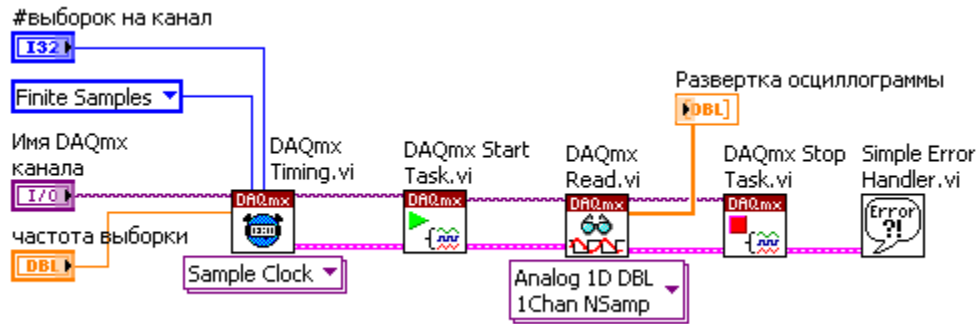 #выборок на канал
I32
Finite Samples
Имя DAQmx
канала
I/O
частота выборки
DBL
DAQmx
Timing.vi
DAQmx
Sample Clock
DAQmx Start
Task.vi
DAQmx
DAQmx
Read.vi
DAQmx
Analog 1D DBL
1Chan NSamp
Развертка осциллограммы
[DBL]
DAQmx Stop
Task.vi
DAQmx
Simple Error
Handler.vi
Error
?!